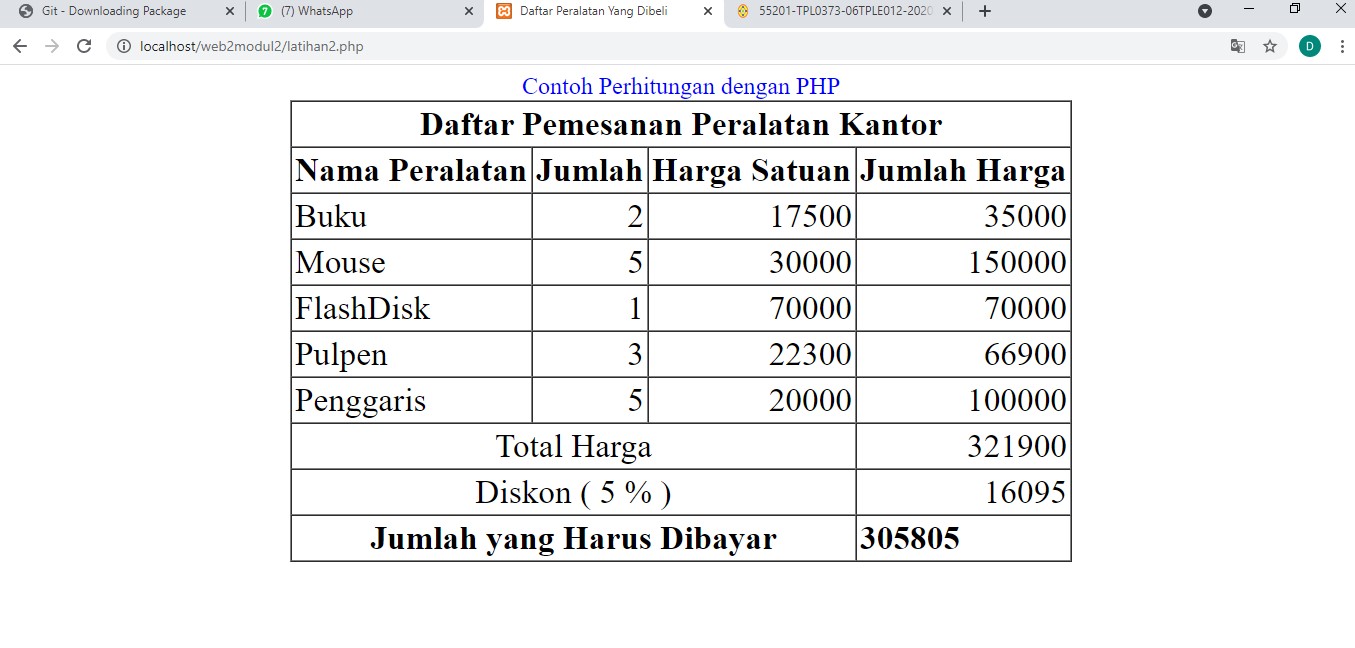 Git - Downloading Package
(7) WhatsApp
Daftar Peralatan Yang Dibeli
55201-TPL0373-06TPLE012-2020
localhost/web2modul2/latihan2.php
D
Contoh Perhitungan dengan PHP
Daftar Pemesanan Peralatan Kantor
Nama Peralatan Jumlah Harga Satuan Jumlah Harga
Buku 2 17500 35000
Mouse 5 30000 150000
FlashDisk 1 70000 70000
Pulpen 3 22300 66900
Penggaris 5 20000 100000
Total Harga 321900
Diskon ( 5 % ) 16095
Jumlah yang Harus Dibayar 305805